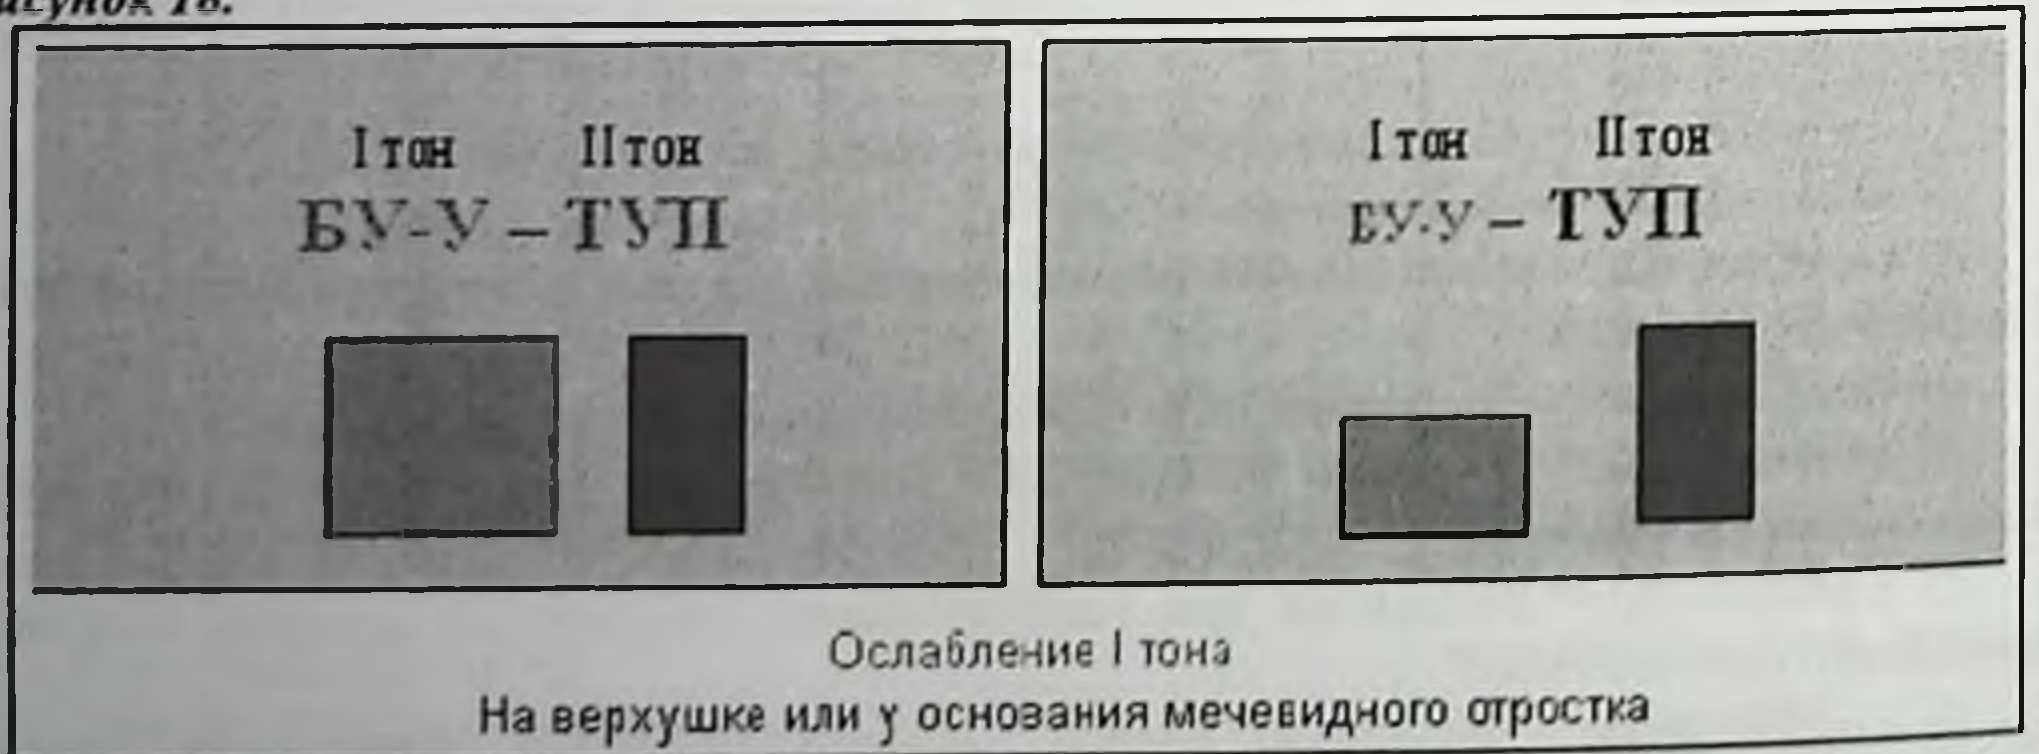 I тон II тон
БУ-У – ТУП
I тон II тон
БУ-У – ТУП
Ослабление I тона
На верхушке или у основания мечевидного отростка